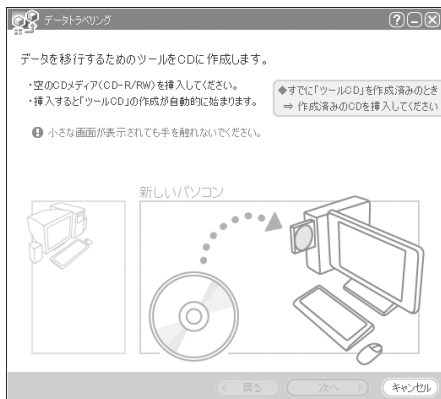 データトラベリング
データを移行するためのツールをCDに作成します。
・空のCDメディア(CD-R/RW)を挿入してください。
・挿入すると「ツールCD」の作成が自動的に始まります。
◆すでに「ツールCD」を作成済みのとき
⇒ 作成済みのCDを挿入してください
小さな画面が表示されても手を触れないでください。
新しいパソコン
戻る
次へ
キャンセル